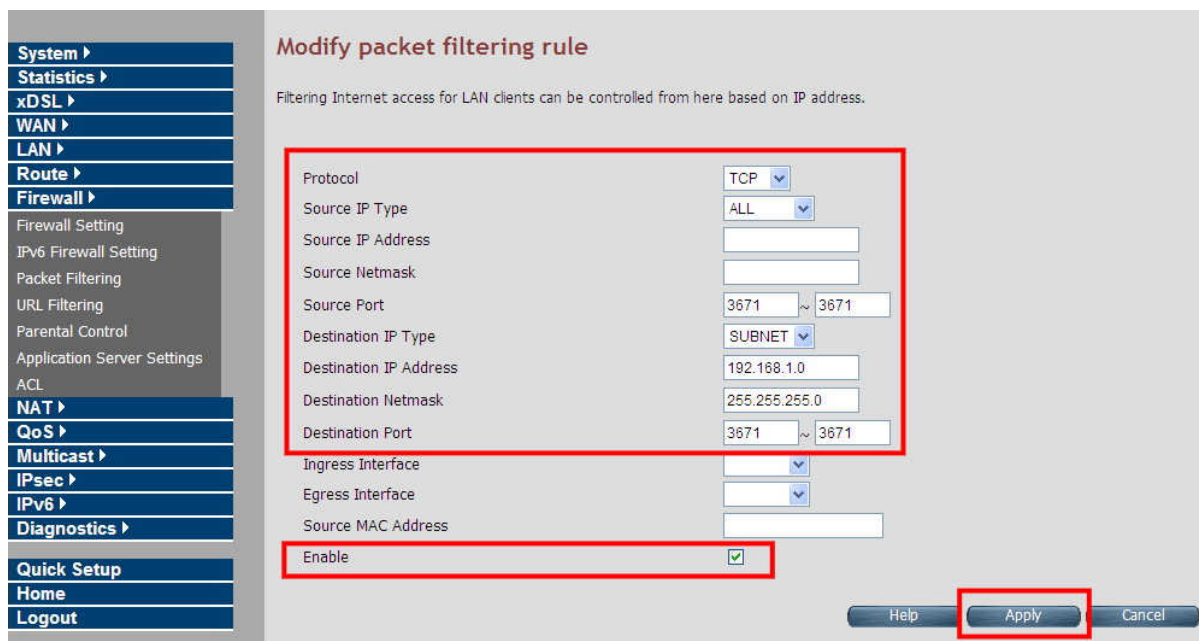 System
Statistics
xDSL
WAN
LAN
Route
Firewall
Firewall Setting
IPv6 Firewall Setting
Packet Filtering
URL Filtering
Parental Control
Application Server Settings
ACL
NAT
QoS
Multicast
IPsec
IPv6
Diagnostics
Quick Setup
Home
Logout
Modify packet filtering rule
Filtering Internet access for LAN clients can be controlled from here based on IP address.
Protocol TCP
Source IP Type ALL
Source IP Address
Source Netmask
Source Port 3671 ~ 3671
Destination IP Type SUBNET
Destination IP Address 192.168.1.0
Destination Netmask 255.255.255.0
Destination Port 3671 ~ 3671
Ingress Interface
Egress Interface
Source MAC Address
Enable
Help Apply Cancel